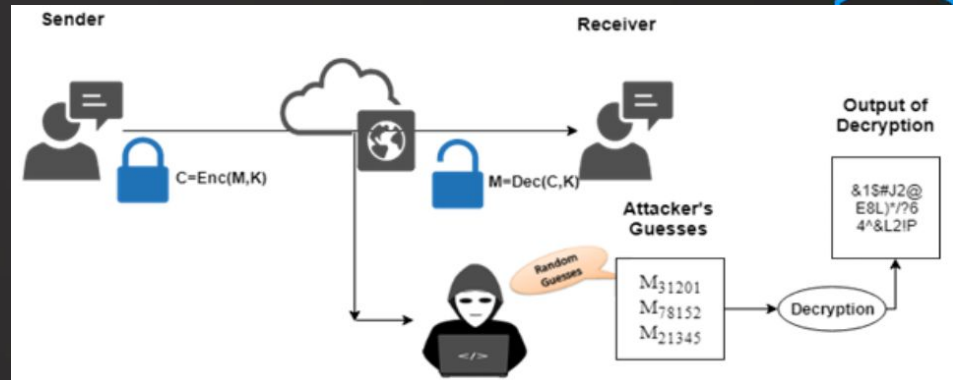 Sender
Receiver
C=Enc(M,K)
M=Dec(C,K)
Output of
Decryption
&1$#J2@
E8L)*/?6
4^&L2!P
Attacker's
Guesses
Random
Guesses
M31201
M78152
M21345
Decryption
</>